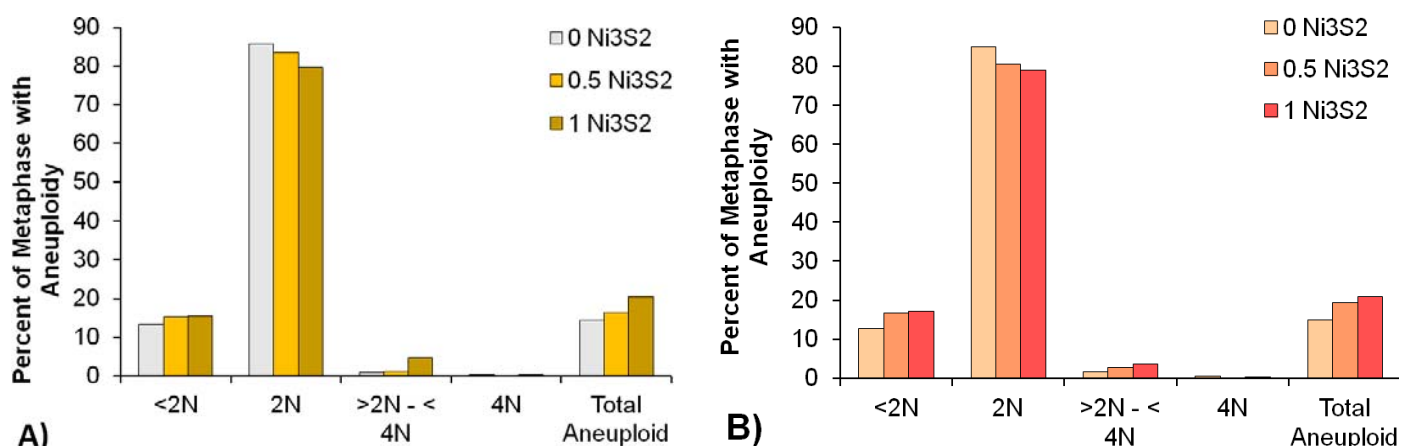 Percent of Metaphase with
Aneuploidy
90
80
70
60
50
40
30
20
10
0
0 Ni3S2
0.5 Ni3S2
1 Ni3S2
<2N
2N
>2N - <
4N
4N
Total
Aneuploid
A)
Percent of Metaphase with
Aneuploidy
90
80
70
60
50
40
30
20
10
0
0 Ni3S2
0.5 Ni3S2
1 Ni3S2
<2N
2N
>2N - <
4N
4N
Total
Aneuploid
B)